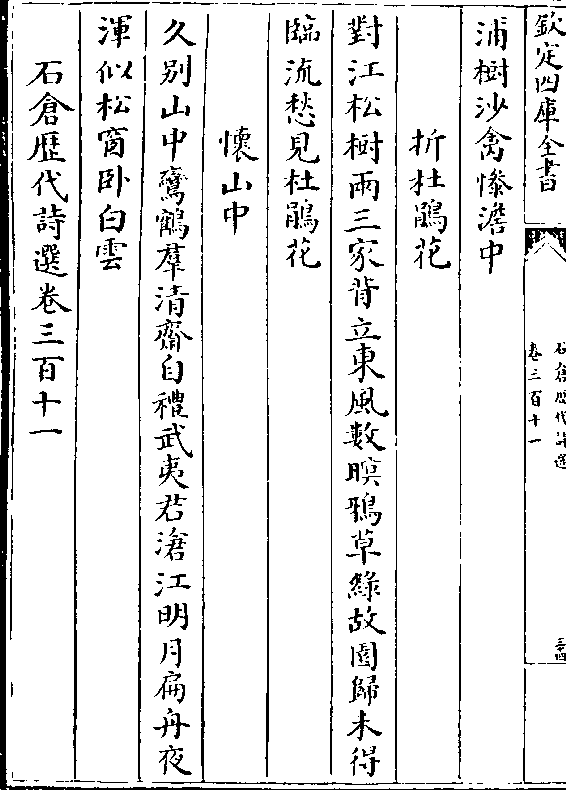 欽定四庫全書
石倉歴代詩選
卷三百十一
三十四
浦樹沙禽慘澹中
折杜鵑花
對江松樹兩三家背立東風數暝鴉草緑故園歸未得
臨流愁見杜鵑花
懷山中
久别山中鸞鶴羣清齋自禮武夷君滄江明月扁舟夜
渾似松窗卧白雲
石倉歴代詩選卷三百十一